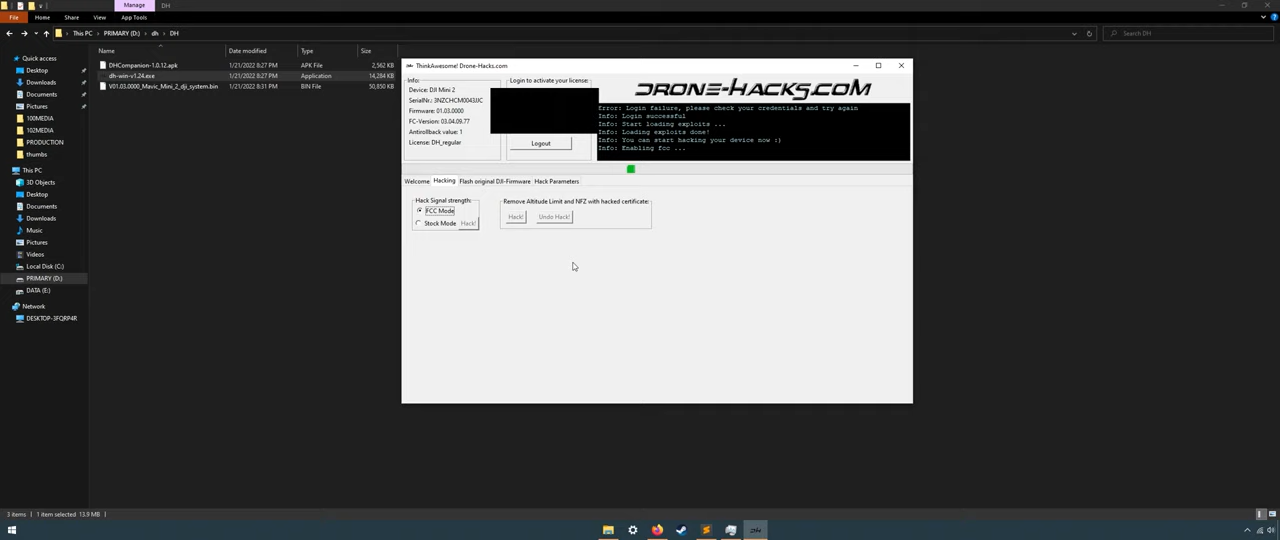 Manage
DH
File
Home
Share
View
App Tools
This PC
PRIMARY (D:)
dh
DH
Search DH
Name
Date modified
Type
Size
DHCompanion-1.0.12.apk
1/21/2022 8:27 PM
APK File
2,562 KB
dh-win-v1.24.exe
1/21/2022 8:27 PM
Application
14,284 KB
V01.03.0000_Mavic_Mini_2_dji_system.bin
1/21/2022 8:31 PM
BIN File
50,850 KB
Quick access
Desktop
Downloads
Documents
Pictures
100MEDIA
102MEDIA
PRODUCTION
thumbs
This PC
3D Objects
Desktop
Documents
Downloads
Music
Pictures
Videos
Local Disk (C:)
PRIMARY (D:)
DATA (E:)
Network
DESKTOP-3FQRP4R
3 items
1 item selected 13.9 MB
ThinkAwesome! Drone-Hacks.com
Info:
Device: DJI Mini 2
SerialNr.: 3NZCHCM0043JJC
Firmware: 01.03.0000
FC-Version: 03.04.09.77
Antirollback value: 1
License: DH_regular
Login to activate your license:
Logout
DRONE-HACKS.COM
Error: Login failure, please check your credentials and try again
Info: Login successful
Info: Start loading exploits ...
Info: Loading exploits done!
Info: You can start hacking your device now :)
Info: Enabling fcc ...
Welcome
Hacking
Flash original DJI-Firmware
Hack Parameters
Hack Signal strength:
FCC Mode
Stock Mode
Hack!
Remove Altitude Limit and NFZ with hacked certificate:
Hack!
Undo Hack!
DH